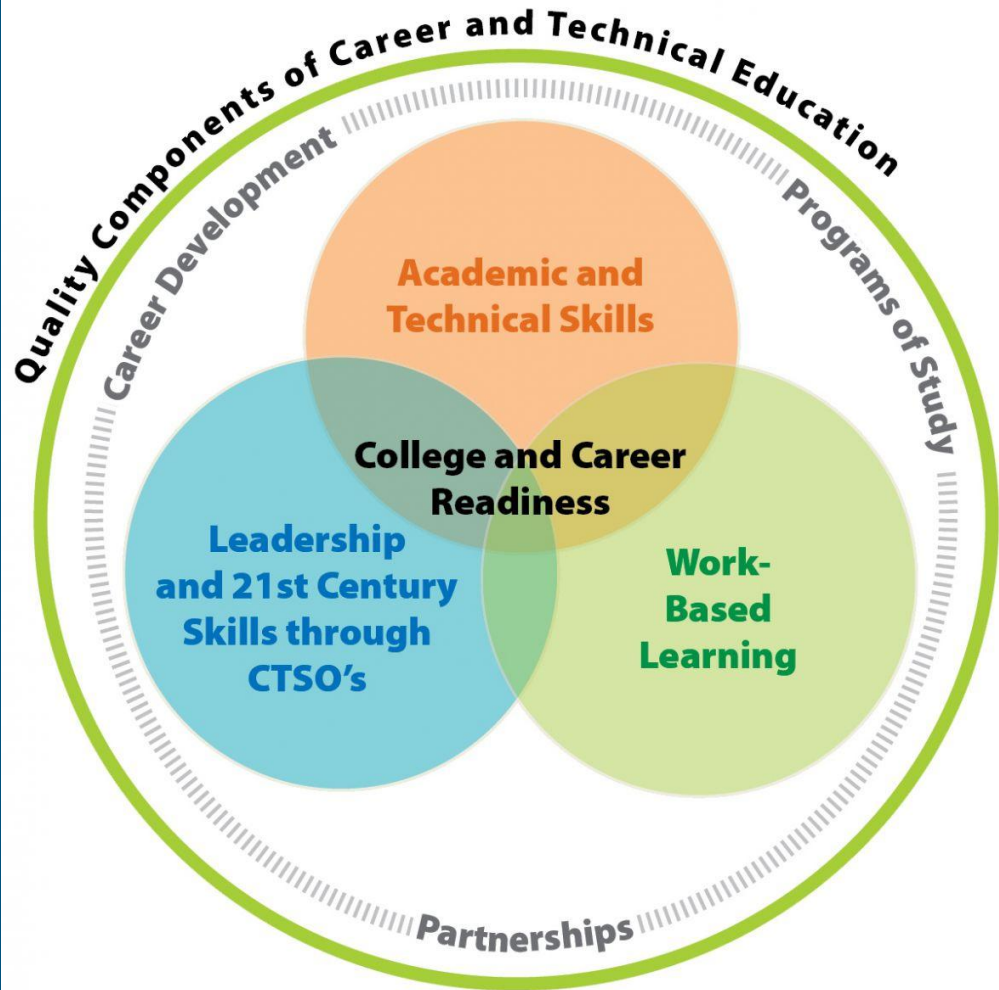 Quality Components of Career and Technical Education
Career Development
Programs of Study
Academic and
Technical Skills
College and Career
Readiness
Leadership
and 21st Century
Skills through
CTSO’s
Work-
Based
Learning
Partnerships